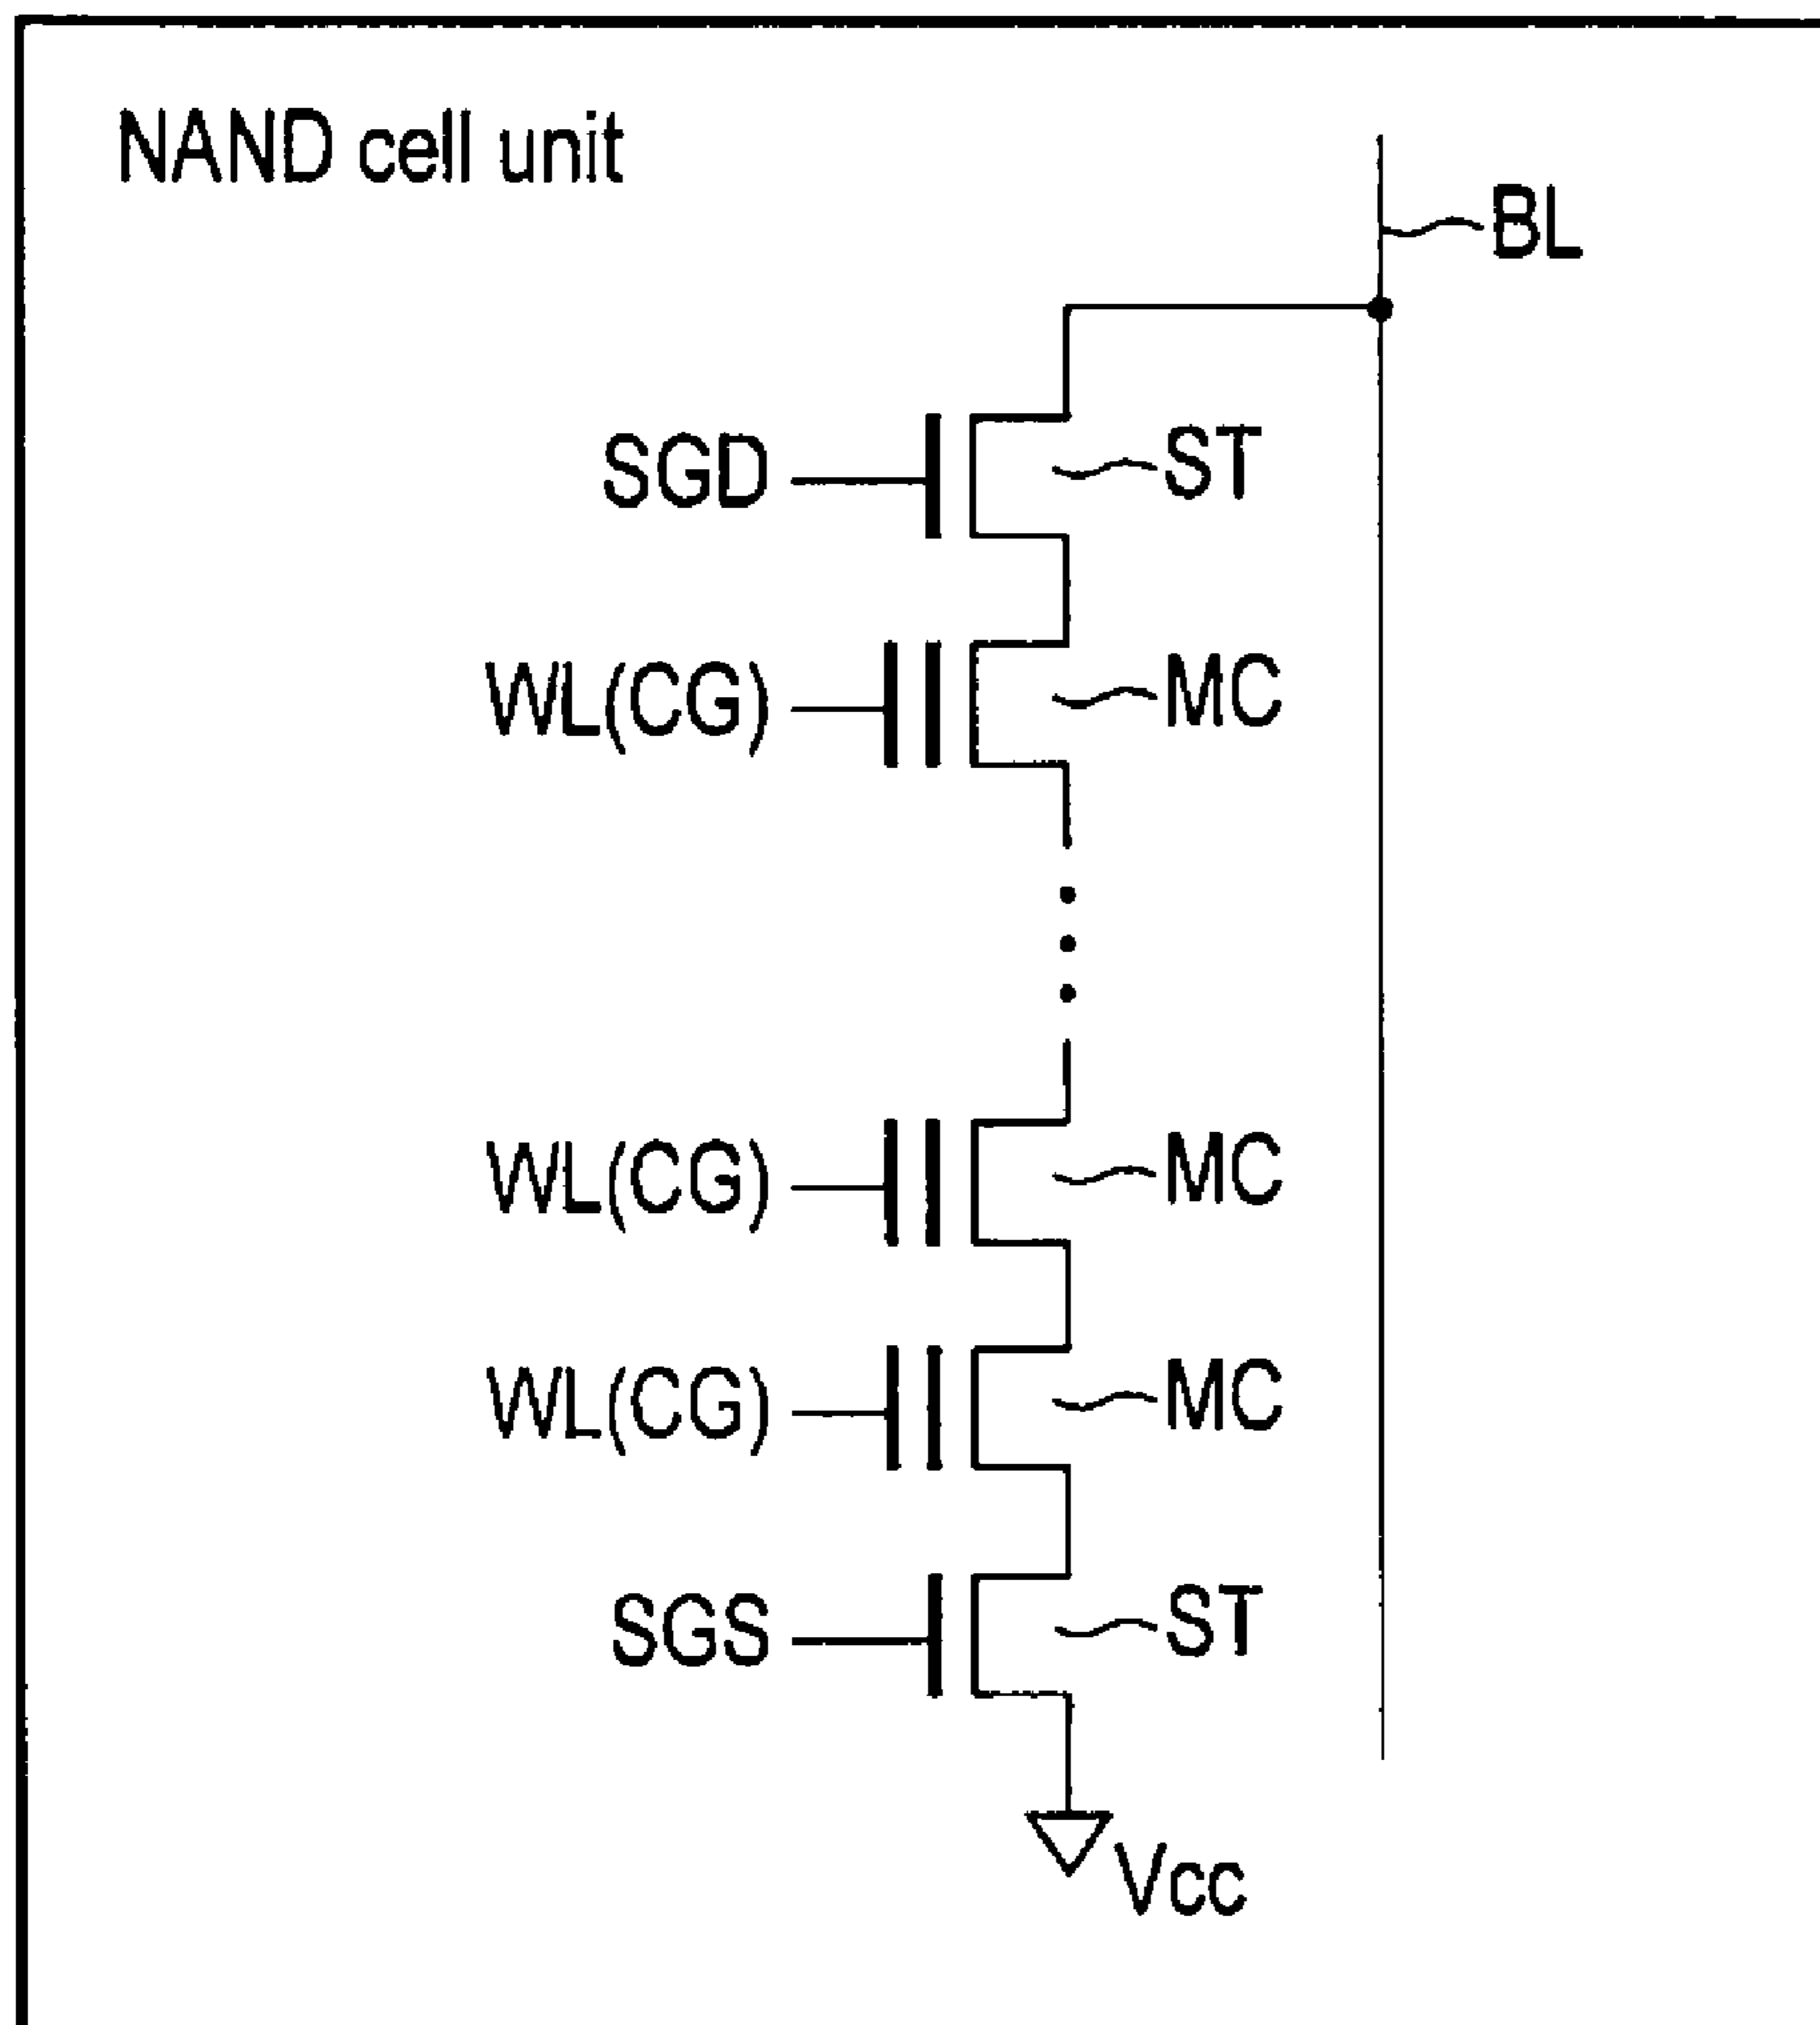 NAND cell unit
BL
SGD ST
WL(CG) MC
WL(CG) MC
WL(CG) MC
SGS ST
Vcc